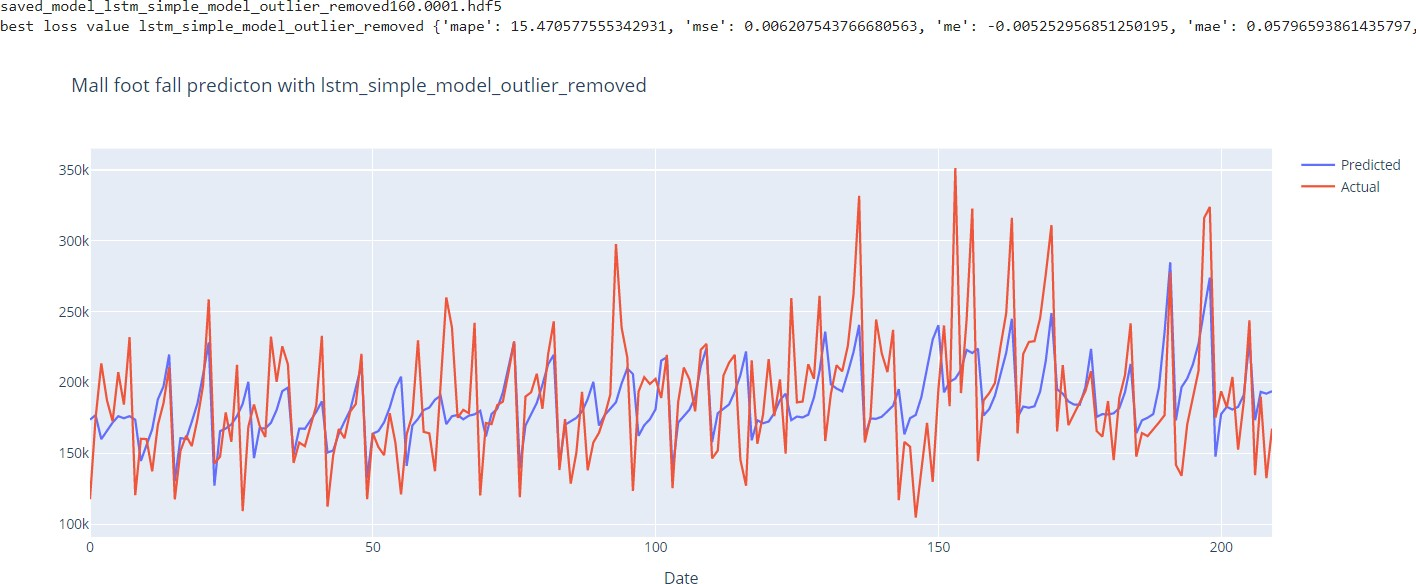 saved_model_lstm_simple_model_outlier_removed160.0001.hdf5
best loss value lstm_simple_model_outlier_removed {'mape': 15.470577555342931, 'mse': 0.006207543766680563, 'me': -0.005252956851250195, 'mae': 0.05796593861435797,
Mall foot fall predicton with lstm_simple_model_outlier_removed
350k
300k
250k
200k
150k
100k
0 50 100 150 200
Date
Predicted
Actual